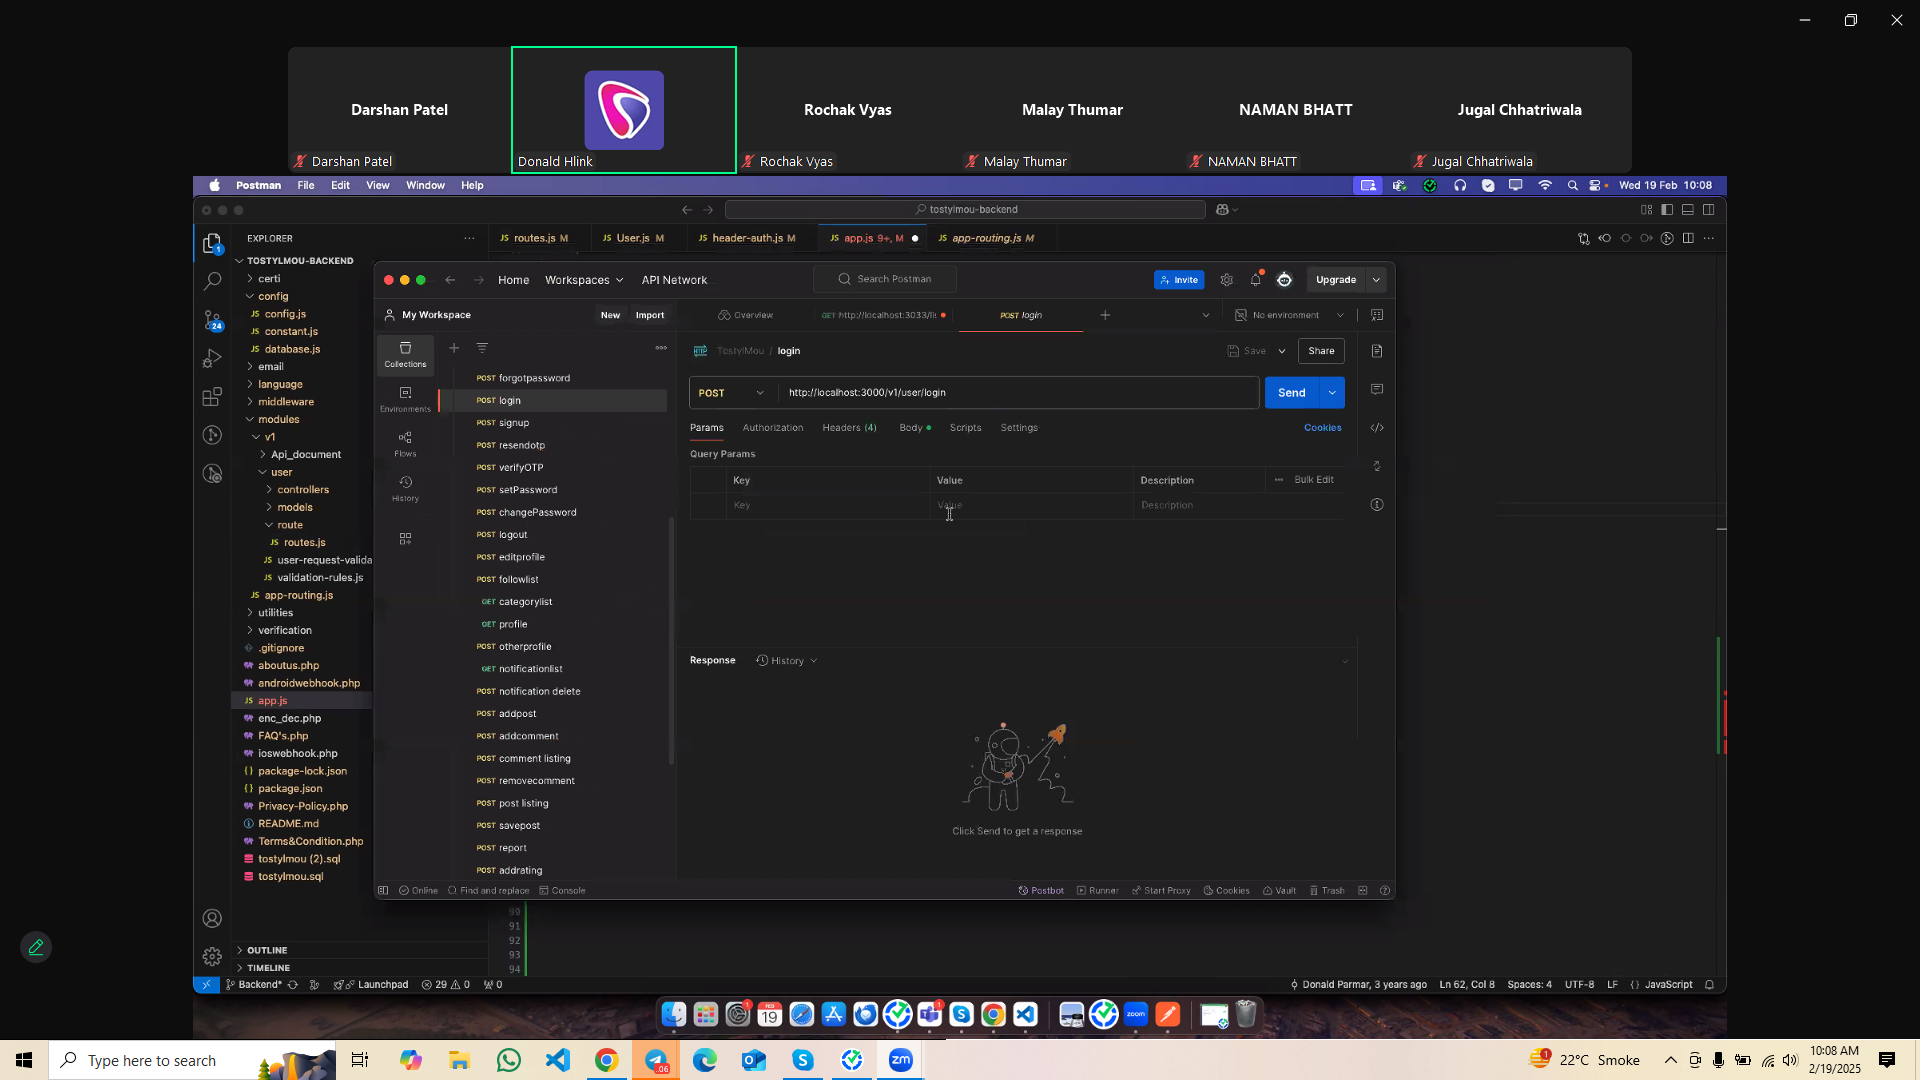 Darshan Patel
Rochak Vyas
Malay Thumar
NAMAN BHATT
Jugal Chhatriwala
Darshan Patel
Donald Hlink
Rochak Vyas
Malay Thumar
NAMAN BHATT
Jugal Chhatriwala
Postman File Edit View Window Help
Wed 19 Feb 10:08
tostylmou-backend
EXPLORER
routes.js M
User.js M
header-auth.js M
app.js 9+, M
app-routing.js M
TOSTYLMOU-BACKEND
certi
config
config.js
constant.js
database.js
email
language
middleware
modules
v1
Api_document
user
controllers
models
route
routes.js
user-request-valida
validation-rules.js
app-routing.js
utilities
verification
.gitignore
aboutus.php
androidwebhook.php
app.js
enc_dec.php
FAQ's.php
ioswebhook.php
package-lock.json
package.json
Privacy-Policy.php
README.md
Terms&Condition.php
tostylmou (2).sql
tostylmou.sql
OUTLINE
TIMELINE
1
24
Home Workspaces API Network
Search Postman
Invite
Upgrade
My Workspace
New Import
Overview
GET http://localhost:3033/lis
POST login
No environment
Collections
Environments
Flows
History
POST forgotpassword
POST login
POST signup
POST resendotp
POST verifyOTP
POST setPassword
POST changePassword
POST logout
POST editprofile
POST followlist
GET categorylist
GET profile
POST otherprofile
GET notificationlist
POST notification delete
POST addpost
POST addcomment
POST comment listing
POST removecomment
POST post listing
POST savepost
POST report
POST addrating
HTTP TostylMou / login
Save
Share
POST
http://localhost:3000/v1/user/login
Send
Params Authorization Headers (4) Body Scripts Settings
Cookies
Query Params
Key Value Description Bulk Edit
Key Value Description
Response History
Click Send to get a response
Online Find and replace Console
Postbot Runner Start Proxy Cookies Vault Trash
90
91
92
93
94
Backend* Launchpad 29 0 0
Donald Parmar, 3 years ago Ln 62, Col 8 Spaces: 4 UTF-8 LF {} JavaScript
FEB
19
zoom
Type here to search
.06
zm
1
22°C Smoke
10:08 AM
2/19/2025